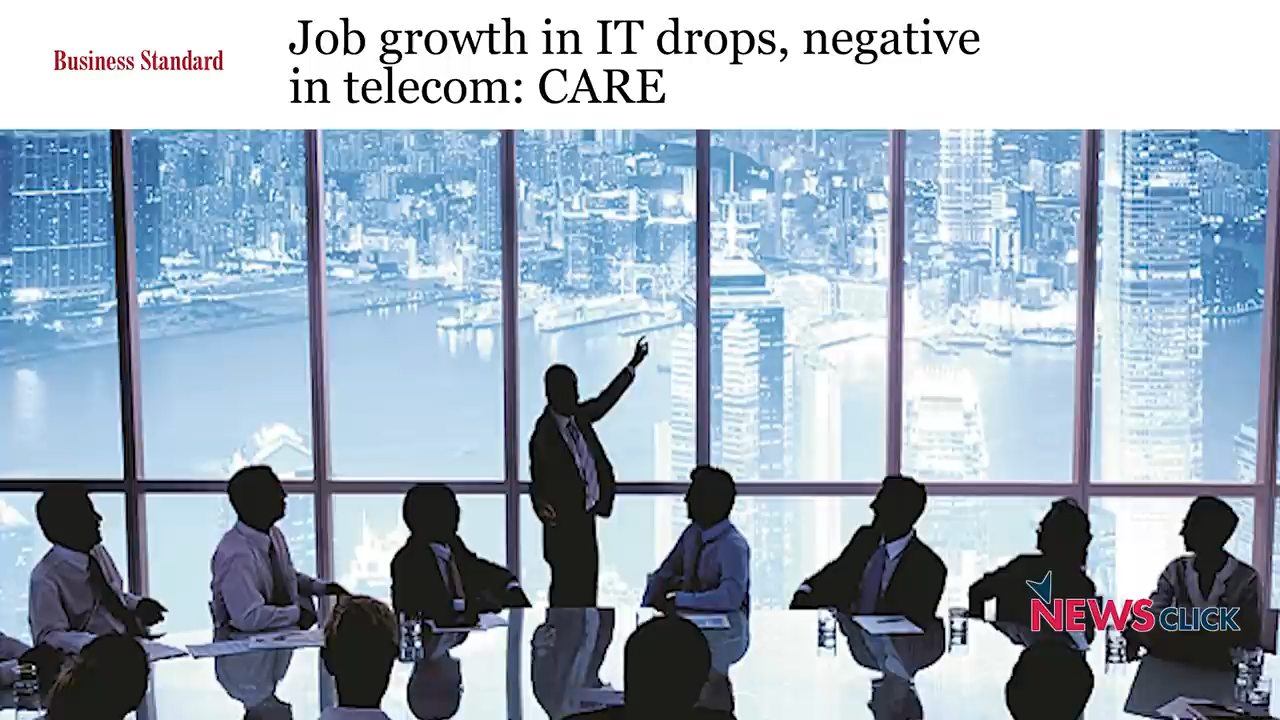 Business Standard
Job growth in IT drops, negative
in telecom: CARE
NEWSCLICK